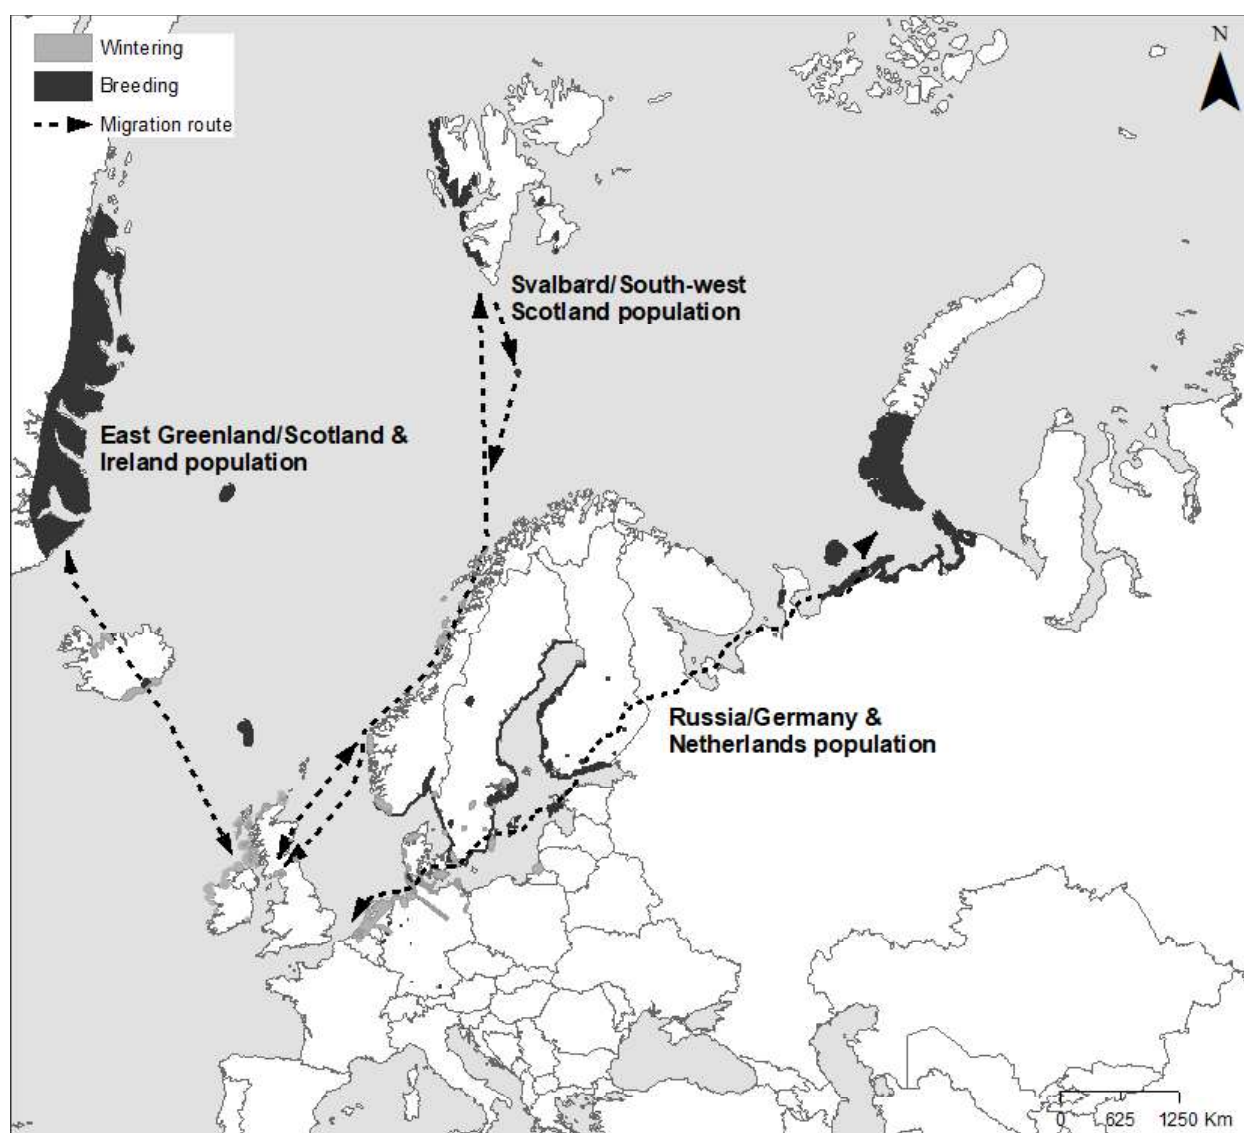 Wintering
Breeding
Migration route
N
Svalbard/South-west
Scotland population
East Greenland/Scotland &
Ireland population
Russia/Germany &
Netherlands population
0 625 1250 Km